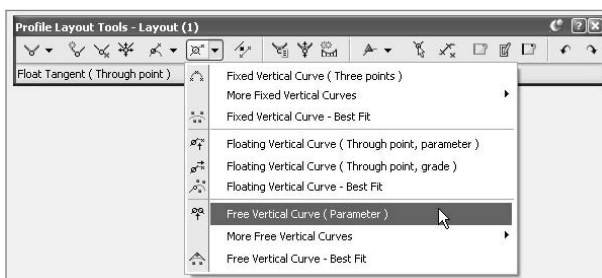 Profile Layout Tools - Layout (1)
Float Tangent ( Through point )
Fixed Vertical Curve ( Three points )
More Fixed Vertical Curves
Fixed Vertical Curve - Best Fit
Floating Vertical Curve ( Through point, parameter )
Floating Vertical Curve ( Through point, grade )
Floating Vertical Curve - Best Fit
Free Vertical Curve ( Parameter )
More Free Vertical Curves
Free Vertical Curve - Best Fit